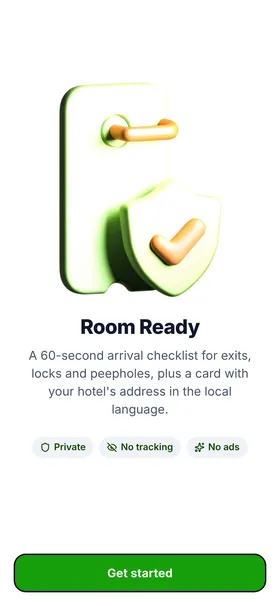 Room Ready
A 60-second arrival checklist for exits,
locks and peepholes, plus a card with
your hotel's address in the local
language.
Private No tracking No ads
Get started